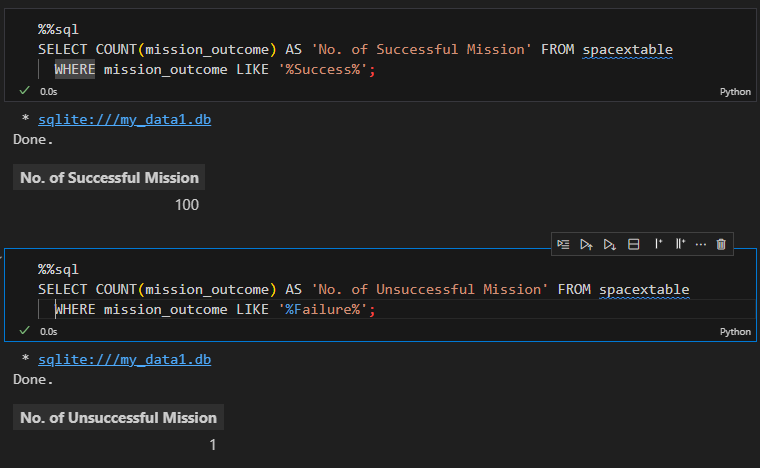 %%sql
SELECT COUNT(mission_outcome) AS 'No. of Successful Mission' FROM spacextable
WHERE mission_outcome LIKE '%Success%';
0.0s
Python
* sqlite:///my_data1.db
Done.
No. of Successful Mission
100
%%sql
SELECT COUNT(mission_outcome) AS 'No. of Unsuccessful Mission' FROM spacextable
WHERE mission_outcome LIKE '%Failure%';
0.0s
Python
* sqlite:///my_data1.db
Done.
No. of Unsuccessful Mission
1